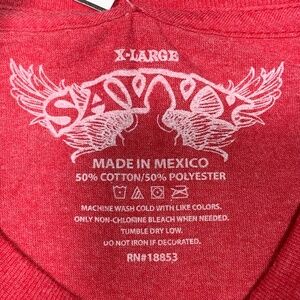 X-LARGE
MADE IN MEXICO
50% COTTON/50% POLYESTER
MACHINE WASH COLD WITH LIKE COLORS.
ONLY NON-CHLORINE BLEACH WHEN NEEDED.
TUMBLE DRY LOW.
DO NOT IRON IF DECORATED.
RN#18853